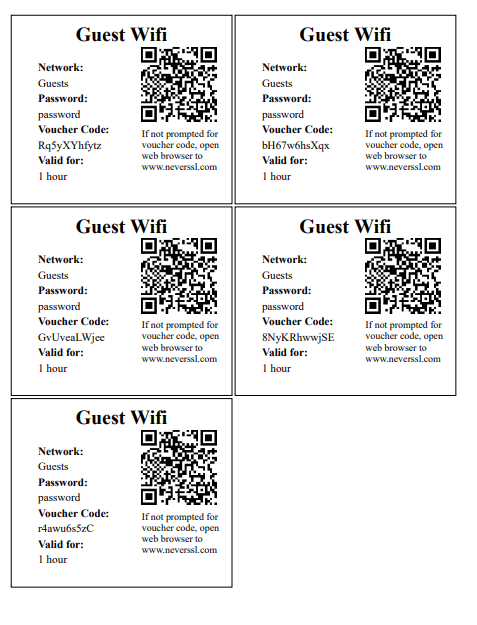 Guest Wifi
Network:
Guests
Password:
password
Voucher Code:
Rq5yXYhfytz
Valid for:
1 hour
If not prompted for
voucher code, open
web browser to
www.neverssl.com
Guest Wifi
Network:
Guests
Password:
password
Voucher Code:
bH67w6hsXqx
Valid for:
1 hour
If not prompted for
voucher code, open
web browser to
www.neverssl.com
Guest Wifi
Network:
Guests
Password:
password
Voucher Code:
GvUveaLWjee
Valid for:
1 hour
If not prompted for
voucher code, open
web browser to
www.neverssl.com
Guest Wifi
Network:
Guests
Password:
password
Voucher Code:
8NyKRhwwjSE
Valid for:
1 hour
If not prompted for
voucher code, open
web browser to
www.neverssl.com
Guest Wifi
Network:
Guests
Password:
password
Voucher Code:
r4awu6s5zC
Valid for:
1 hour
If not prompted for
voucher code, open
web browser to
www.neverssl.com